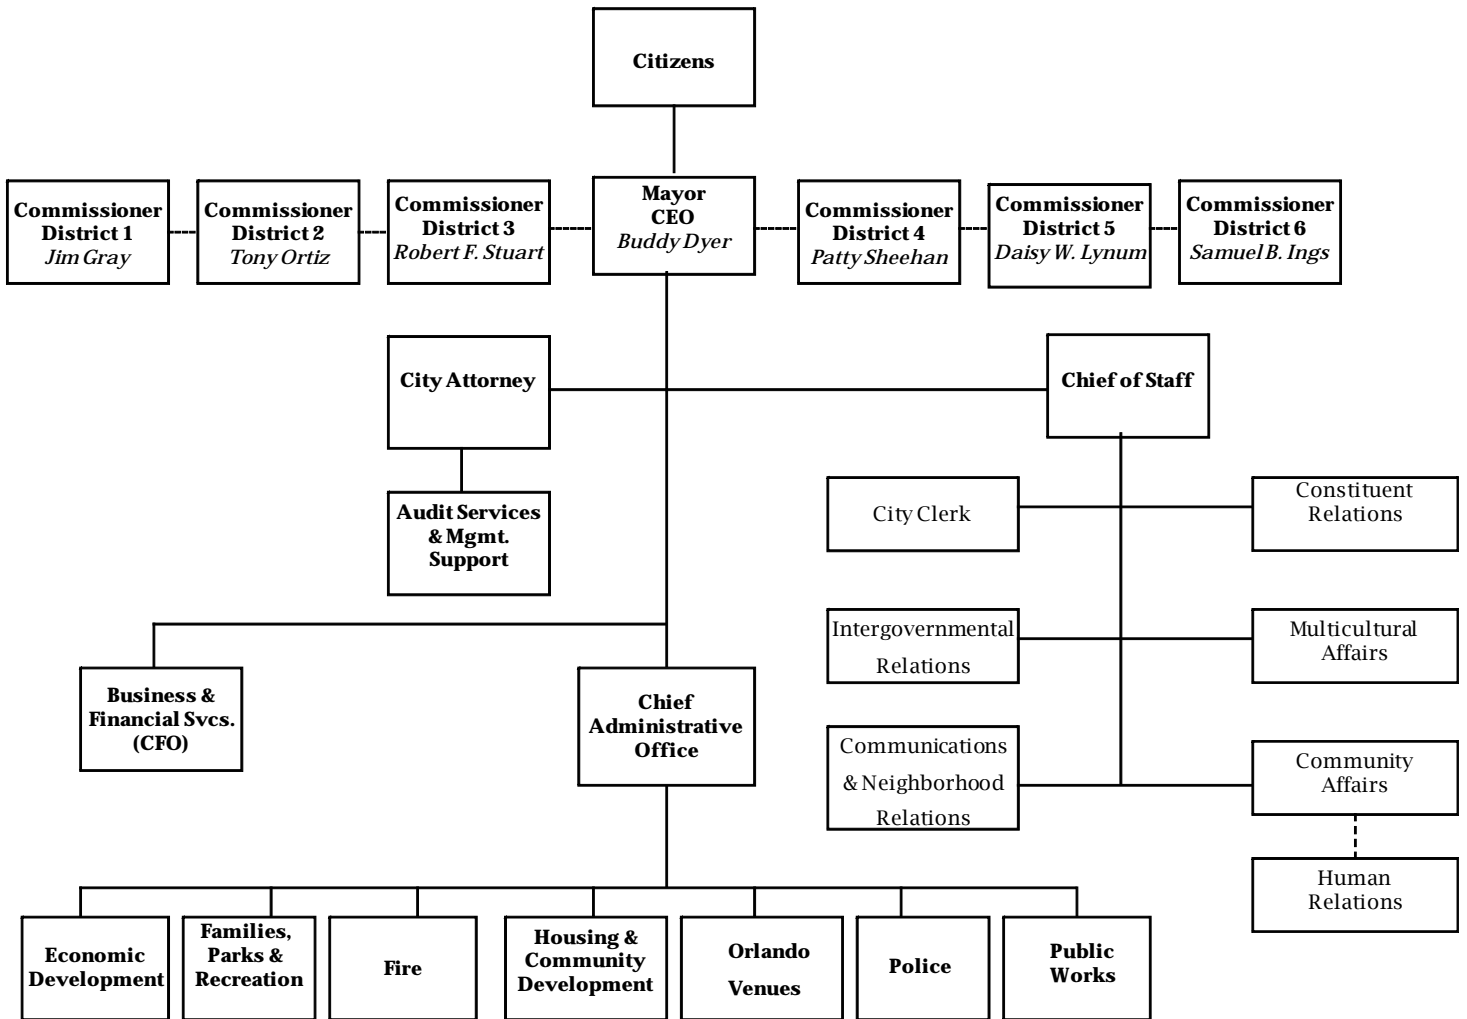 Citizens
Commissioner
District 1
Jim Gray
Commissioner
District 2
Tony Ortiz
Commissioner
District 3
Robert F. Stuart
Mayor
CEO
Buddy Dyer
Commissioner
District 4
Patty Sheehan
Commissioner
District 5
Daisy W. Lynum
Commissioner
District 6
Samuel B. Ings
City Attorney
Chief of Staff
Audit Services
& Mgmt.
Support
City Clerk
Constituent
Relations
Intergovernmental
Relations
Multicultural
Affairs
Business &
Financial Svcs.
(CFO)
Chief
Administrative
Office
Communications
& Neighborhood
Relations
Community
Affairs
Human
Relations
Economic
Development
Families,
Parks &
Recreation
Fire
Housing &
Community
Development
Orlando
Venues
Police
Public
Works